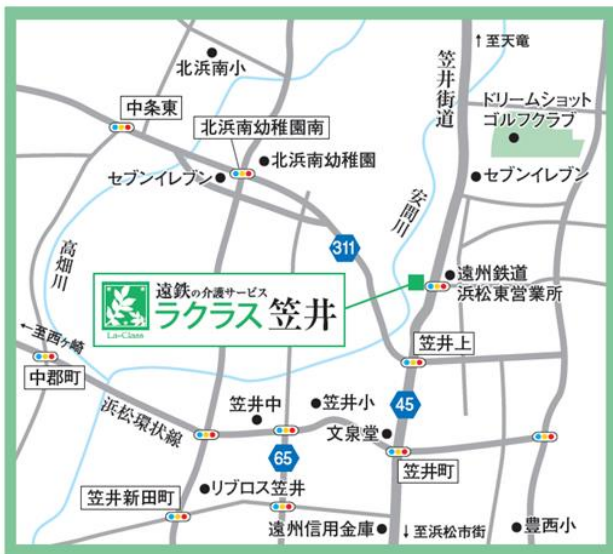 ↑至天竜
北浜南小
笠井街道
ドリームショット
ゴルフクラブ
中条東
北浜南幼稚園南
北浜南幼稚園
セブンイレブン
セブンイレブン
安間川
高畑川
311
遠州鉄道
浜松東営業所
遠鉄の介護サービス
ラクラス 笠井
La-Class
←至西ヶ崎
笠井上
中郡町
浜松環状線
笠井中
笠井小
45
文泉堂
65
笠井町
リブロス笠井
笠井新田町
遠州信用金庫
↓至浜松市街
豊西小